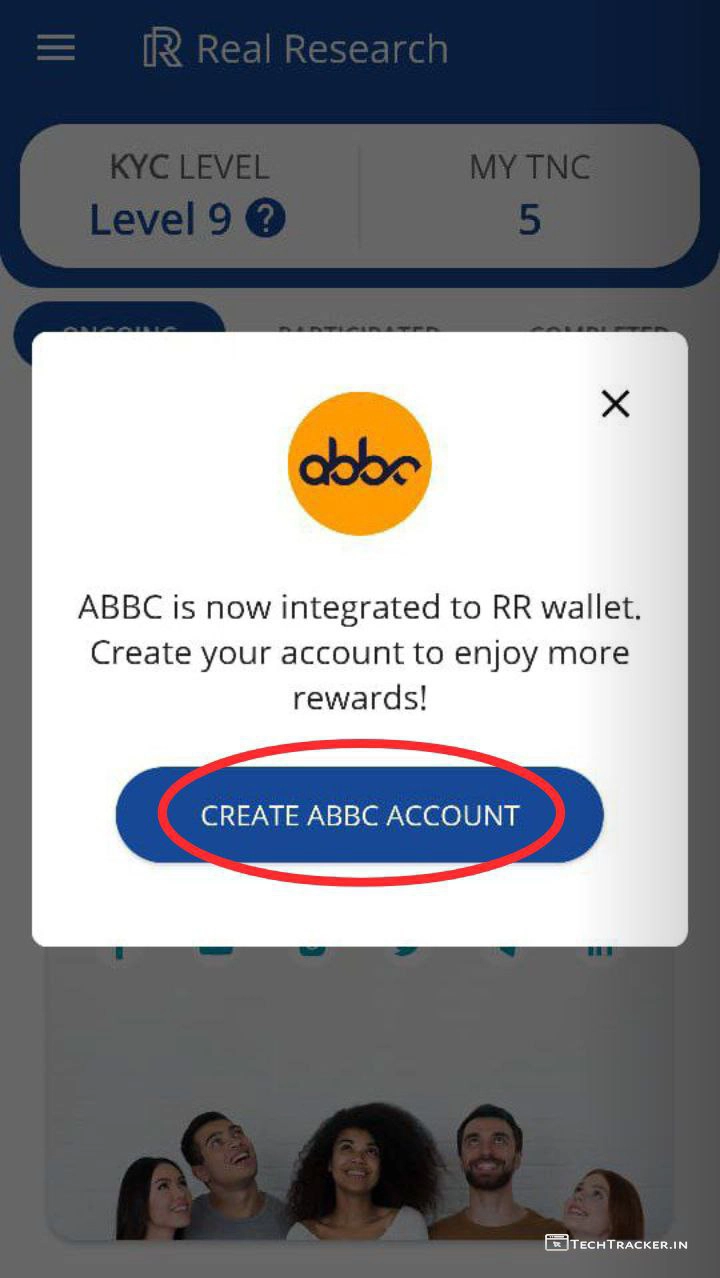 Real Research
KYC LEVEL
MY TNC
Level 9 ?
5
ONGOING
PARTICIPATED
COMPLETED
abbc
ABBC is now integrated to RR wallet.
Create your account to enjoy more
rewards!
CREATE ABBC ACCOUNT
TECHTRACKER.IN